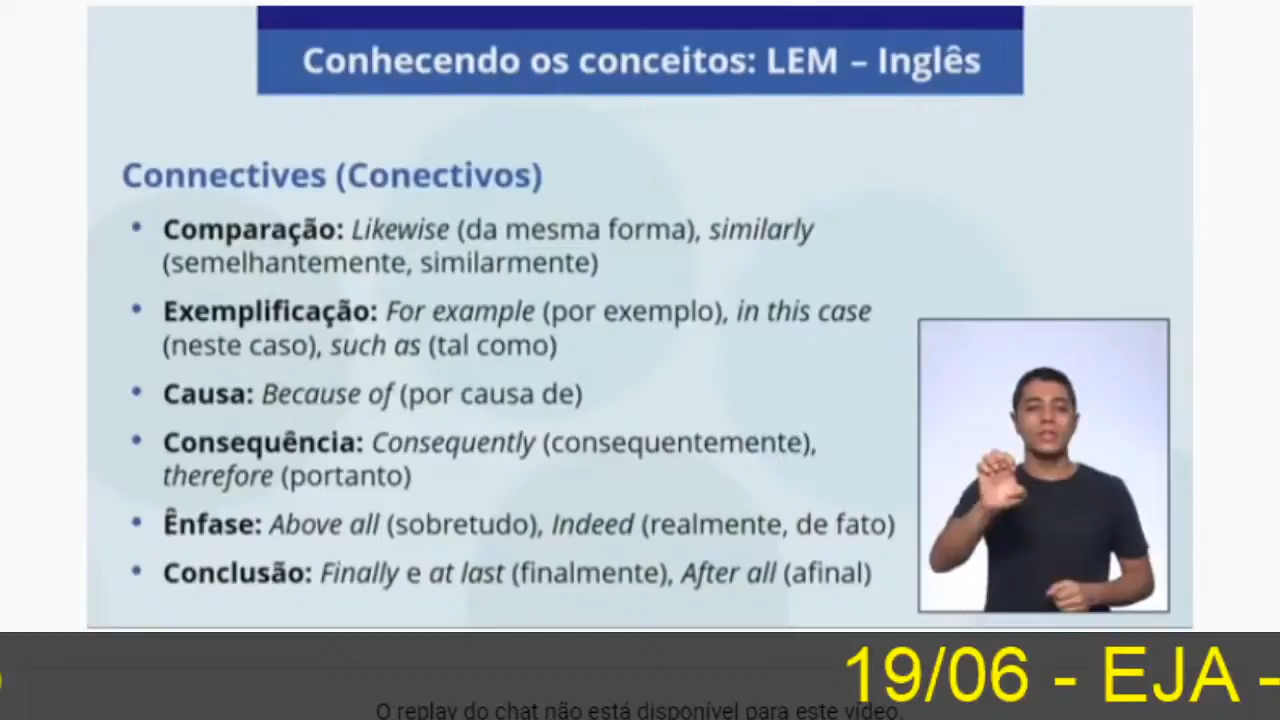 Conhecendo os conceitos: LEM – Inglês
Connectives (Conectivos)
• Comparação: Likewise (da mesma forma), similarly
(semelhantemente, similarmente)
• Exemplificação: For example (por exemplo), in this case
(neste caso), such as (tal como)
• Causa: Because of (por causa de)
• Consequência: Consequently (consequentemente),
therefore (portanto)
• Ênfase: Above all (sobretudo), Indeed (realmente, de fato)
• Conclusão: Finally e at last (finalmente), After all (afinal)
19/06 - EJA -
O replay do chat não está disponível para este vídeo.